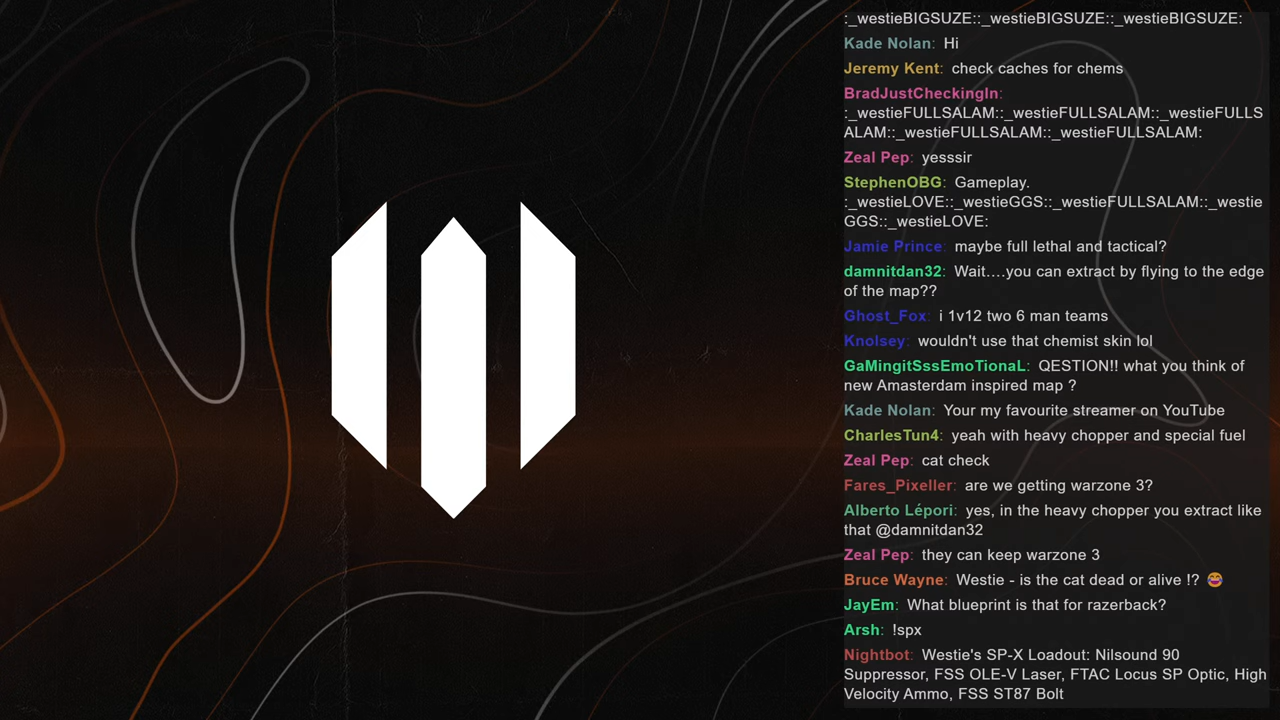 :_westieBIGSUZE::_westieBIGSUZE::_westieBIGSUZE:
Kade Nolan: Hi
Jeremy Kent: check caches for chems
BradJustCheckingIn:
:_westieFULLSALAM::_westieFULLSALAM::_westieFULLS
ALAM::_westieFULLSALAM::_westieFULLSALAM:
Zeal Pep: yesssir
StephenOBG: Gameplay.
:_westieLOVE::_westieGGS::_westieFULLSALAM::_westie
GGS::_westieLOVE:
Jamie Prince: maybe full lethal and tactical?
damnitdan32: Wait....you can extract by flying to the edge
of the map??
Ghost_Fox: i 1v12 two 6 man teams
Knolsey: wouldn't use that chemist skin lol
GaMingitSssEmoTionaL: QESTION!! what you think of
new Amasterdam inspired map ?
Kade Nolan: Your my favourite streamer on YouTube
CharlesTun4: yeah with heavy chopper and special fuel
Zeal Pep: cat check
Fares_Pixeller: are we getting warzone 3?
Alberto Lépori: yes, in the heavy chopper you extract like
that @damnitdan32
Zeal Pep: they can keep warzone 3
Bruce Wayne: Westie - is the cat dead or alive !? 😂
JayEm: What blueprint is that for razerback?
Arsh: !spx
Nightbot: Westie's SP-X Loadout: Nilsound 90
Suppressor, FSS OLE-V Laser, FTAC Locus SP Optic, High
Velocity Ammo, FSS ST87 Bolt